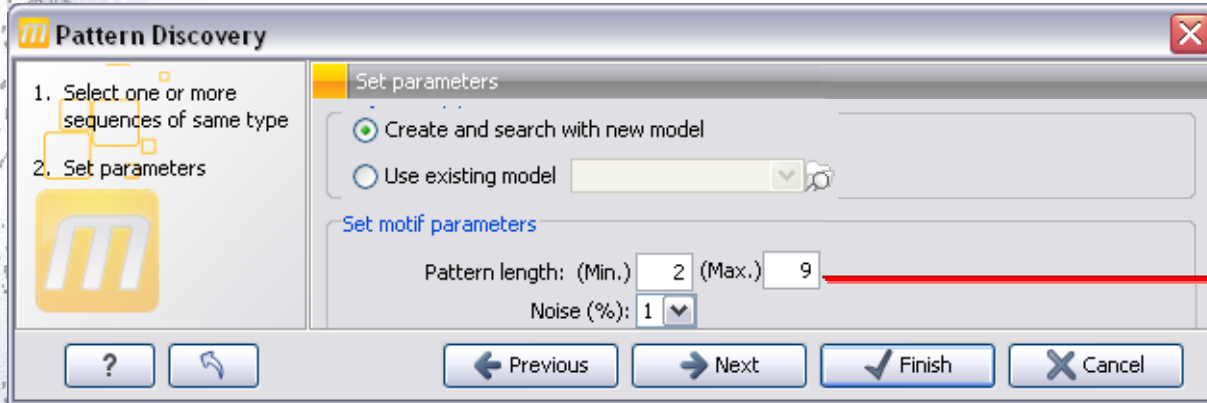 Pattern Discovery
1. Select one or more
sequences of same type
2. Set parameters
Set parameters
Create and search with new model
Use existing model
Set motif parameters
Pattern length: (Min.) 2 (Max.) 9
Noise (%): 1
? Previous Next Finish Cancel